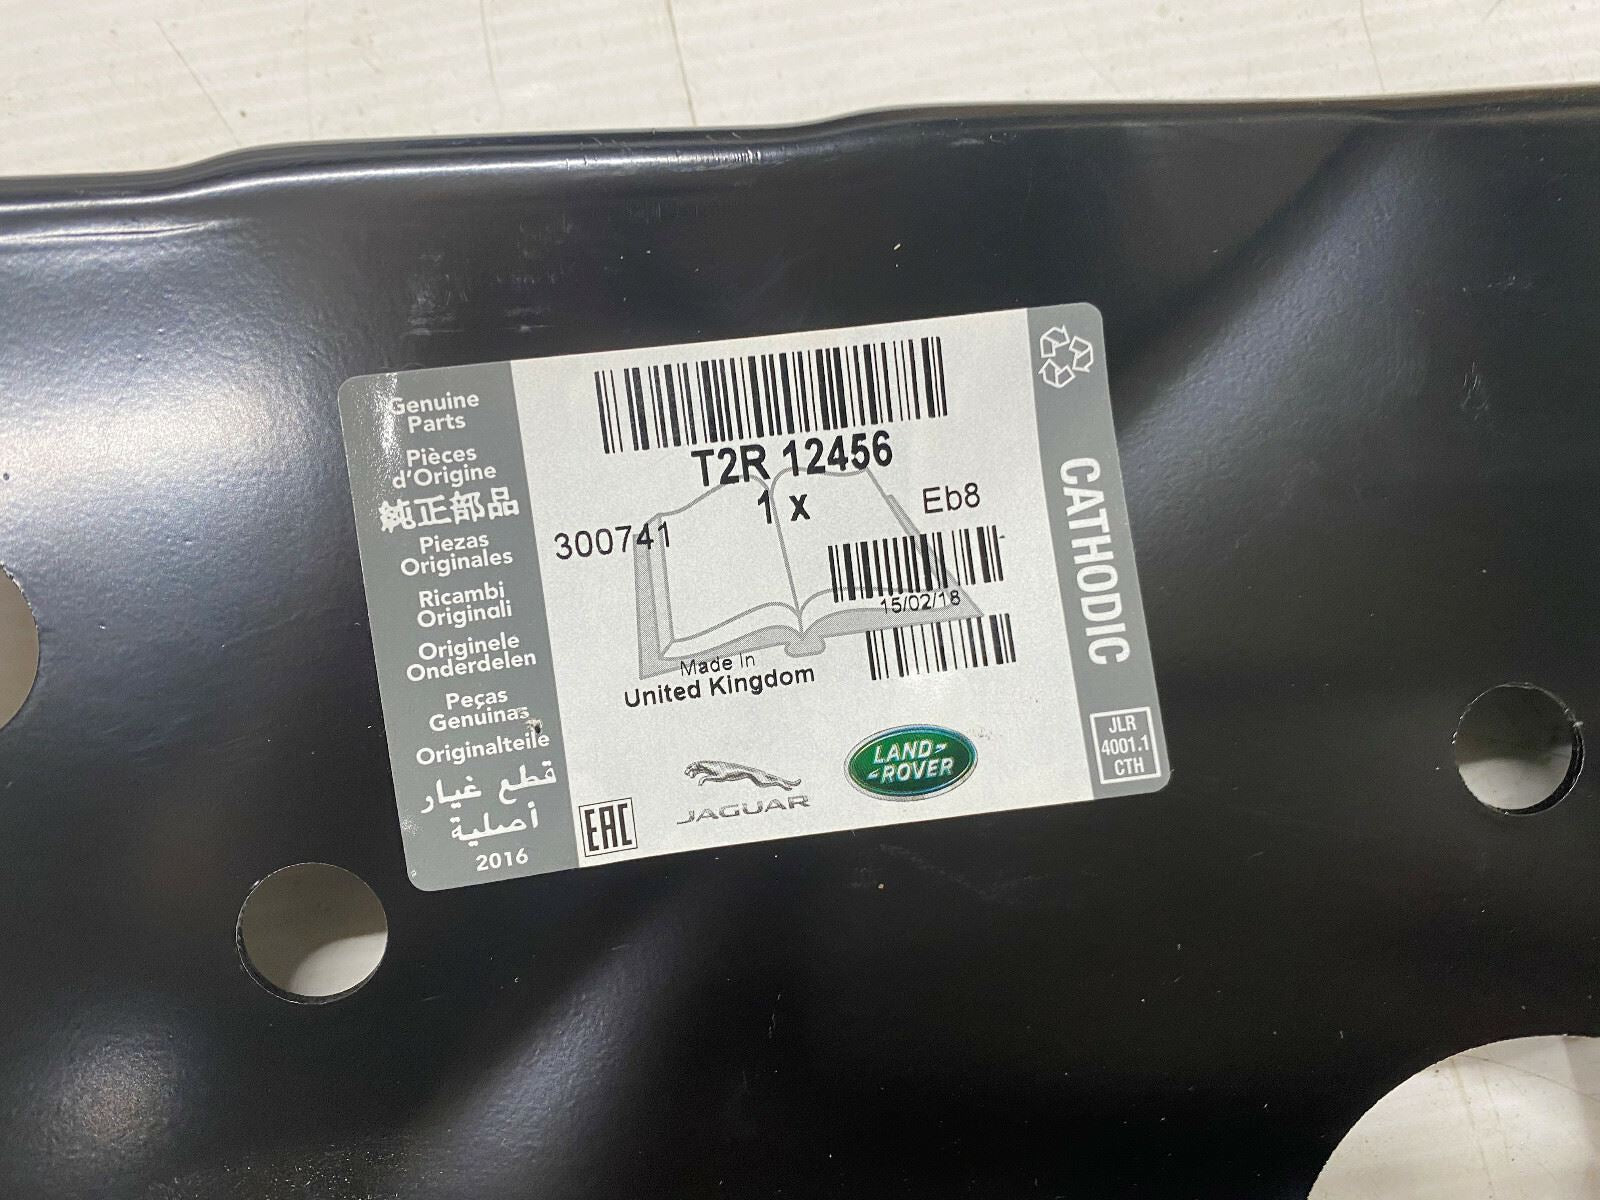 Genuine
Parts
Pièces
d'Origine
純正部品
Piezas
Originales
Ricambi
Originali
Originele
Onderdelen
Peças
Genuinas
Originalteile
قطع غيار
أصلية
2016
T2R 12456
1 x
300741
Eb8
15/02/18
Made In
United Kingdom
EAC
JAGUAR
LAND-
-ROVER
CATHODIC
JLR
4001.1
CTH